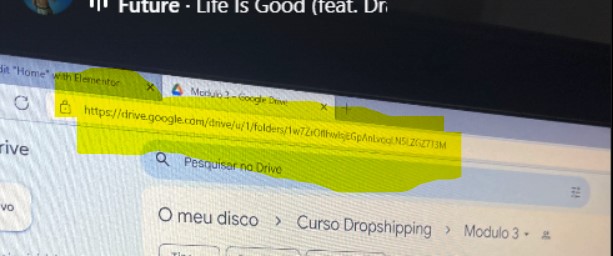 Future · Life Is Good (feat. Dr
dit "Home" with Elementor
Modulo 3 – Google Drive
https://drive.google.com/drive/u/1/folders/
rive
Pesquisar no Drive
vo
O meu disco > Curso Dropshipping > Modulo 3